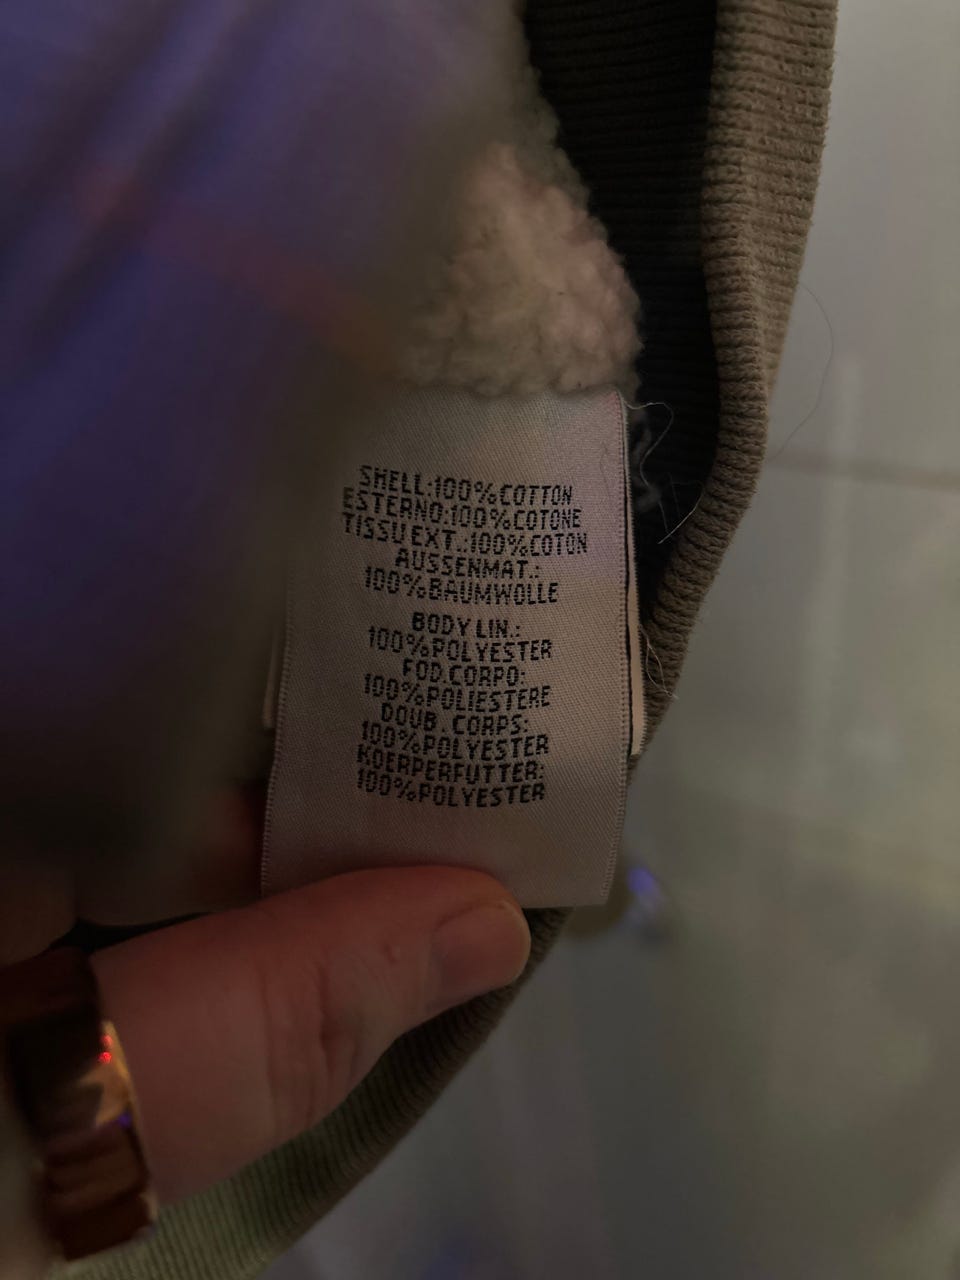 SHELL:100%COTTON
ESTERNO:100%COTONE
TISSU EXT.:100%COTON
AUSSENMAT.:
100%BAUMWOLLE
BODY LIN.:
100%POLYESTER
FOD.CORPO:
100%POLIESTERE
DOUB. CORPS:
100%POLYESTER
KOERPERFUTTER:
100%POLYESTER